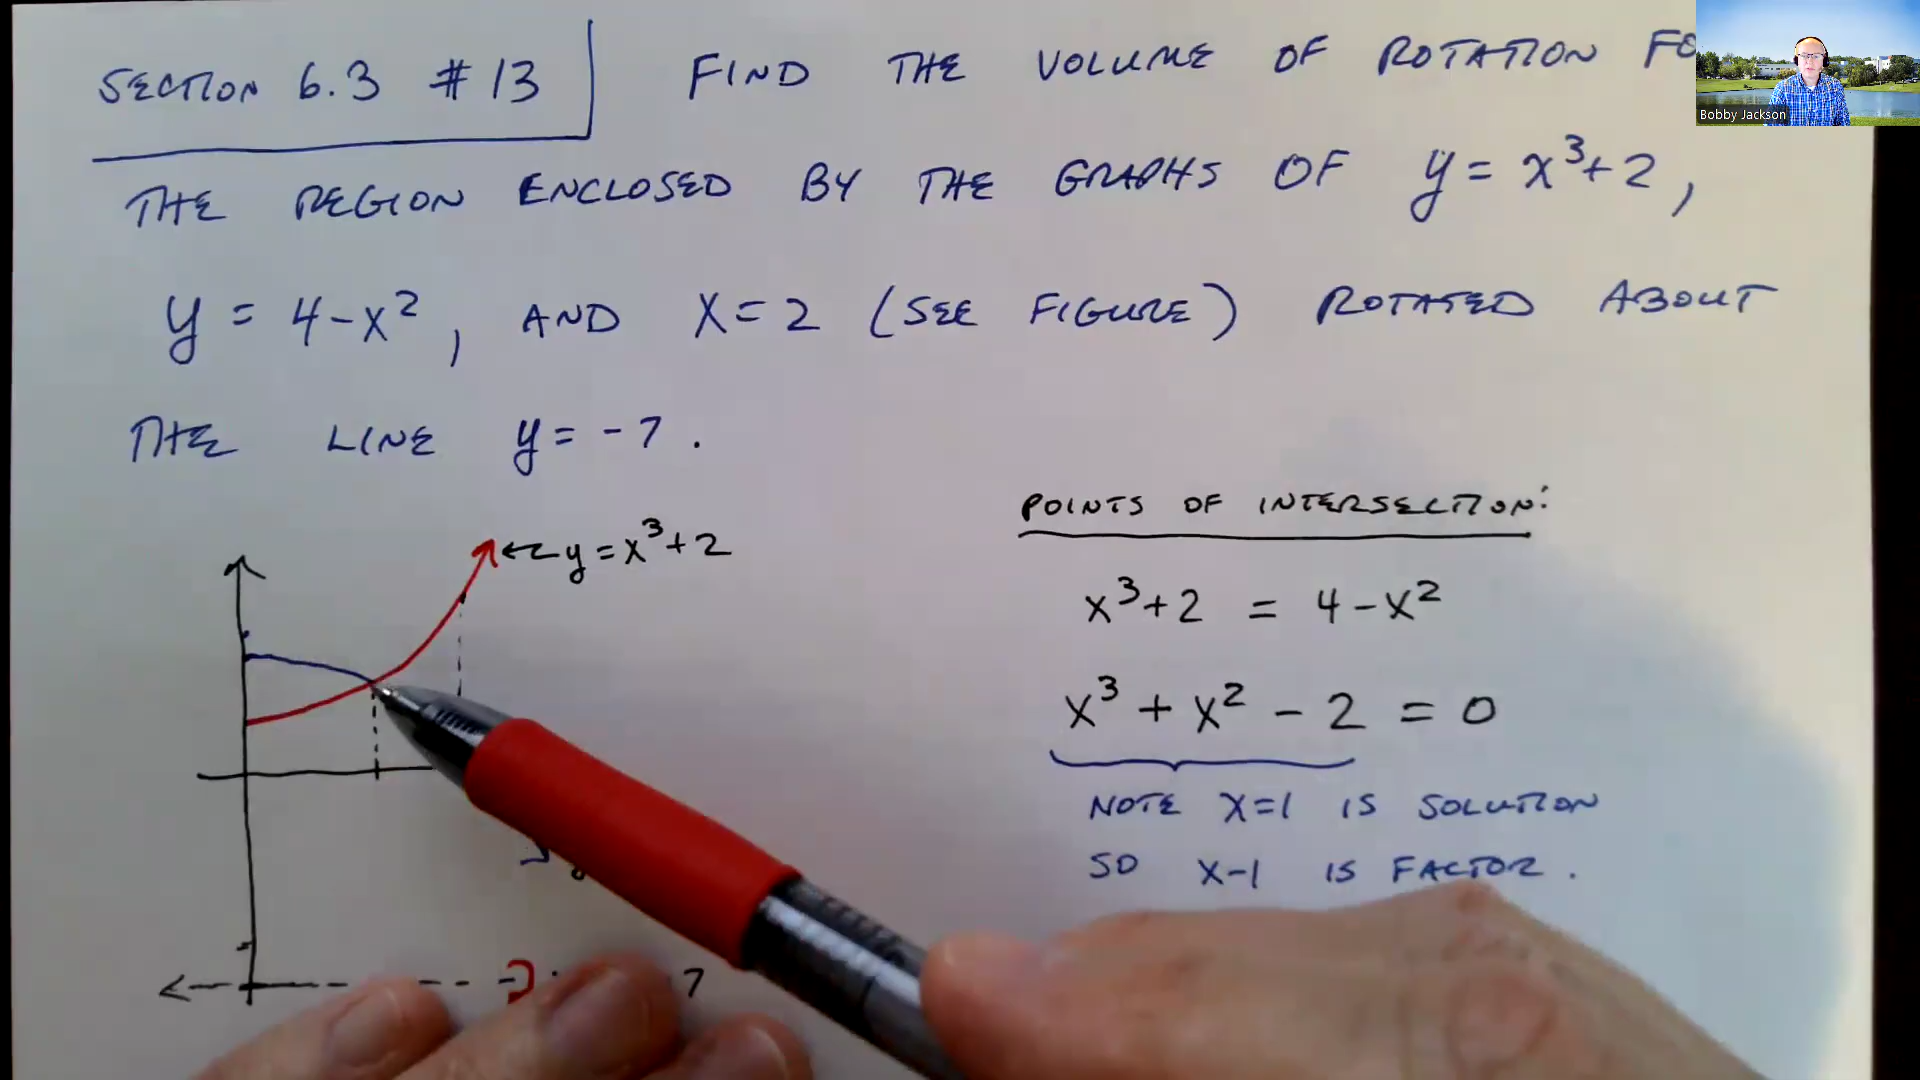 SECTION 6.3 # 13 FIND THE VOLUME OF ROTATION
THE REGION ENCLOSED BY THE GRAPHS OF y = x³+2,
y = 4-x², AND x=2 (SEE FIGURE) ROTATED ABOUT
THE LINE y = -7.
Bobby Jackson
←y=x³+2
7
POINTS OF INTERSECTION:
x³+2 = 4-x²
x³ + x² - 2 = 0
NOTE x=1 IS SOLUTION
SO x-1 IS FACTOR.